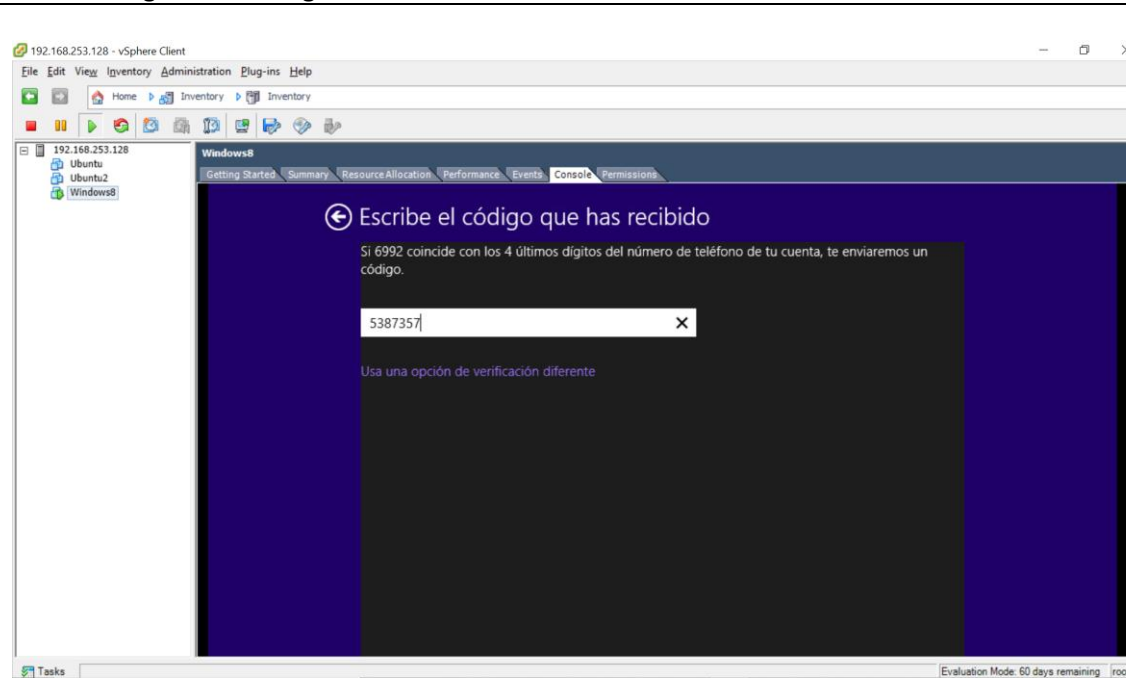 192.168.253.128 - vSphere Client
File Edit View Inventory Administration Plug-ins Help
Home Inventory Inventory
192.168.253.128
Ubuntu
Ubuntu2
Windows8
Windows8
Getting Started Summary Resource Allocation Performance Events Console Permissions
Escribe el código que has recibido
Si 6992 coincide con los 4 últimos dígitos del número de teléfono de tu cuenta, te enviaremos un
código.
5387357
Usa una opción de verificación diferente
Tasks
Evaluation Mode: 60 days remaining roo